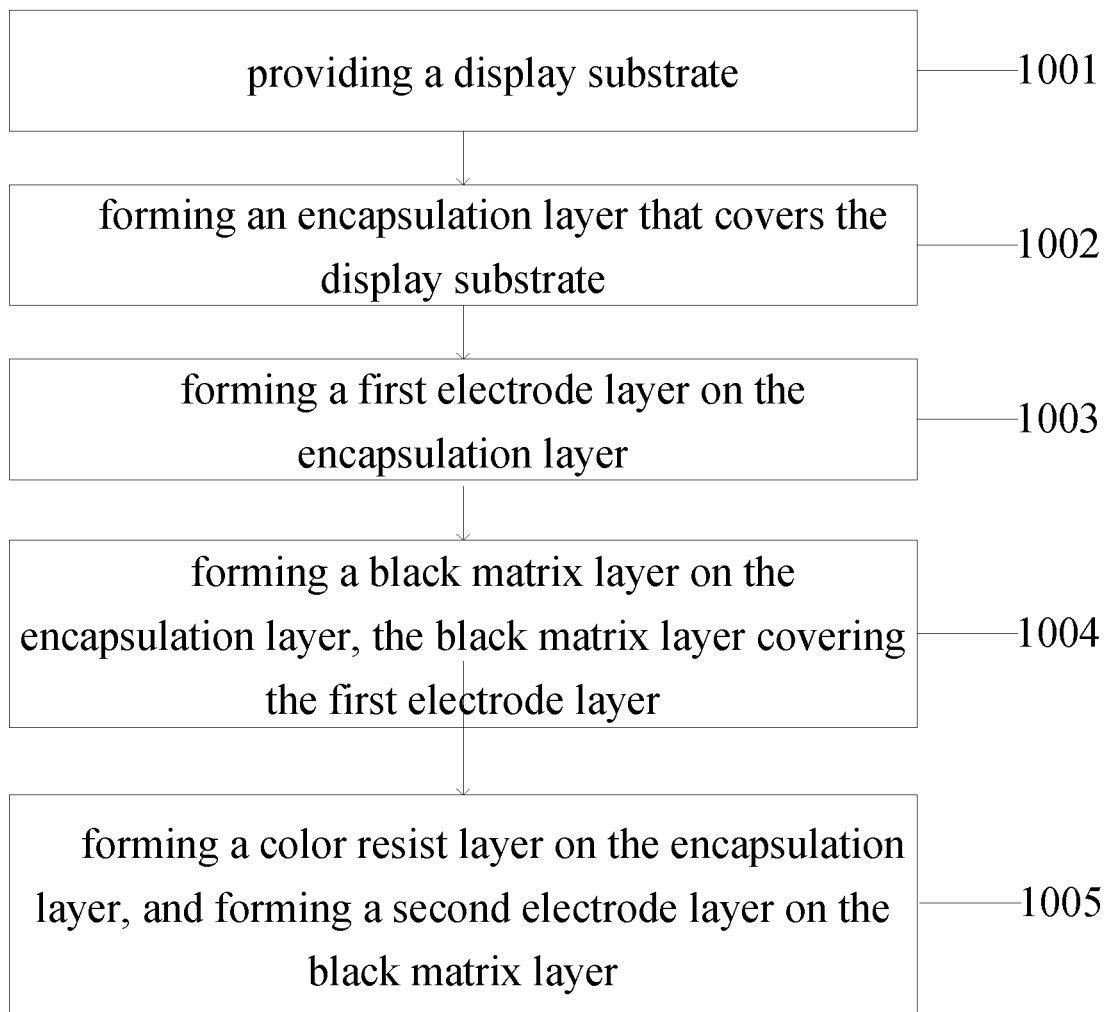 providing a display substrate
1001
forming an encapsulation layer that covers the
display substrate
1002
forming a first electrode layer on the
encapsulation layer
1003
forming a black matrix layer on the
encapsulation layer, the black matrix layer covering
the first electrode layer
1004
forming a color resist layer on the encapsulation
layer, and forming a second electrode layer on the
black matrix layer
1005